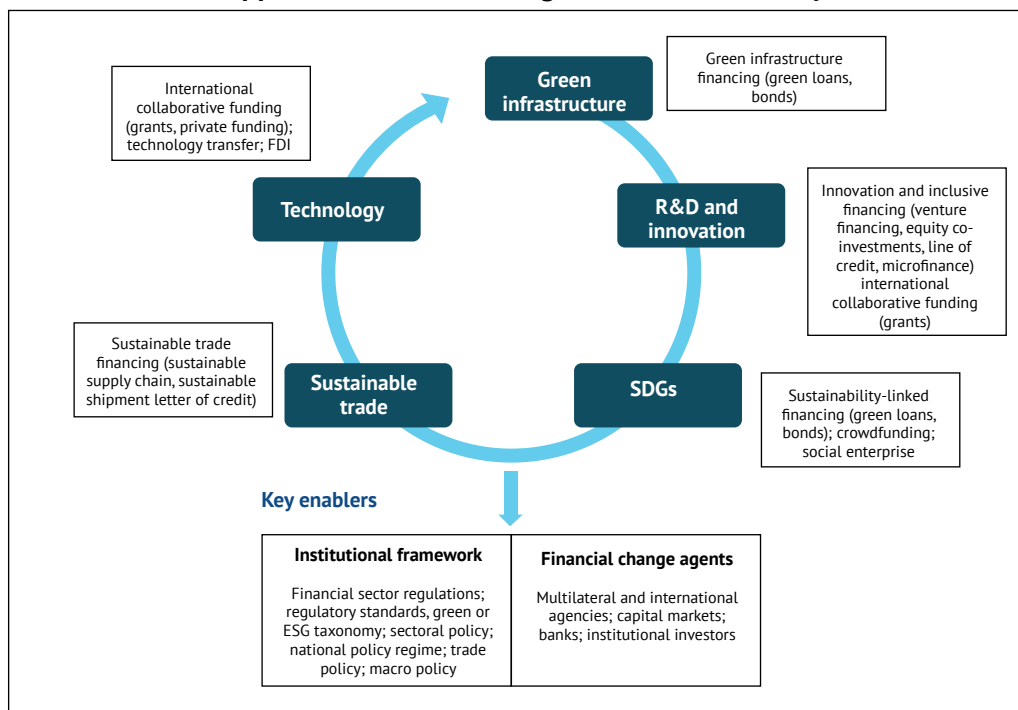 Green
infrastructure
Green infrastructure
financing (green loans,
bonds)
International
collaborative funding
(grants, private funding);
technology transfer; FDI
Technology
R&D and
innovation
Innovation and inclusive
financing (venture
financing, equity co-
investments, line of
credit, microfinance)
international
collaborative funding
(grants)
Sustainable trade
financing (sustainable
supply chain, sustainable
shipment letter of credit)
Sustainable
trade
SDGs
Sustainability-linked
financing (green loans,
bonds); crowdfunding;
social enterprise
Key enablers
Institutional framework
Financial sector regulations;
regulatory standards, green or
ESG taxonomy; sectoral policy;
national policy regime; trade
policy; macro policy
Financial change agents
Multilateral and international
agencies; capital markets;
banks; institutional investors